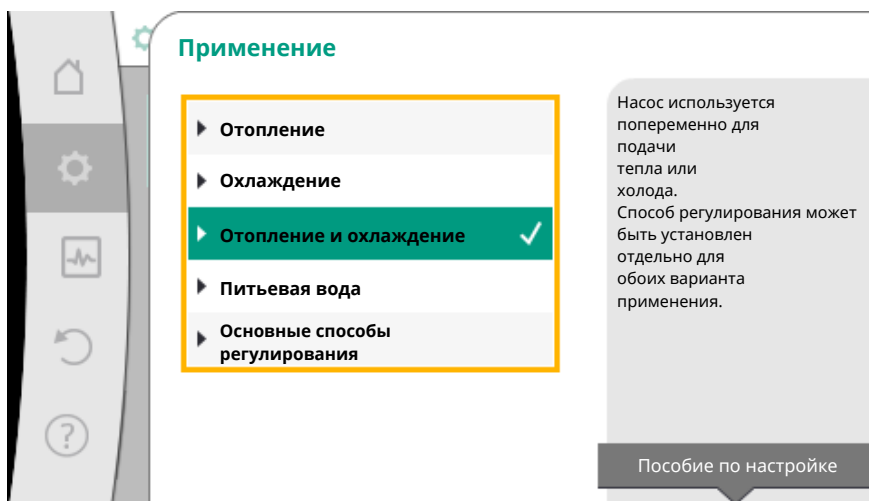 Применение
Отопление
Охлаждение
Отопление и охлаждение
Питьевая вода
Основные способы
регулирования
Насос используется
попеременно для
подачи
тепла или
холода.
Способ регулирования может
быть установлен
отдельно для
обоих варианта
применения.
Пособие по настройке
?